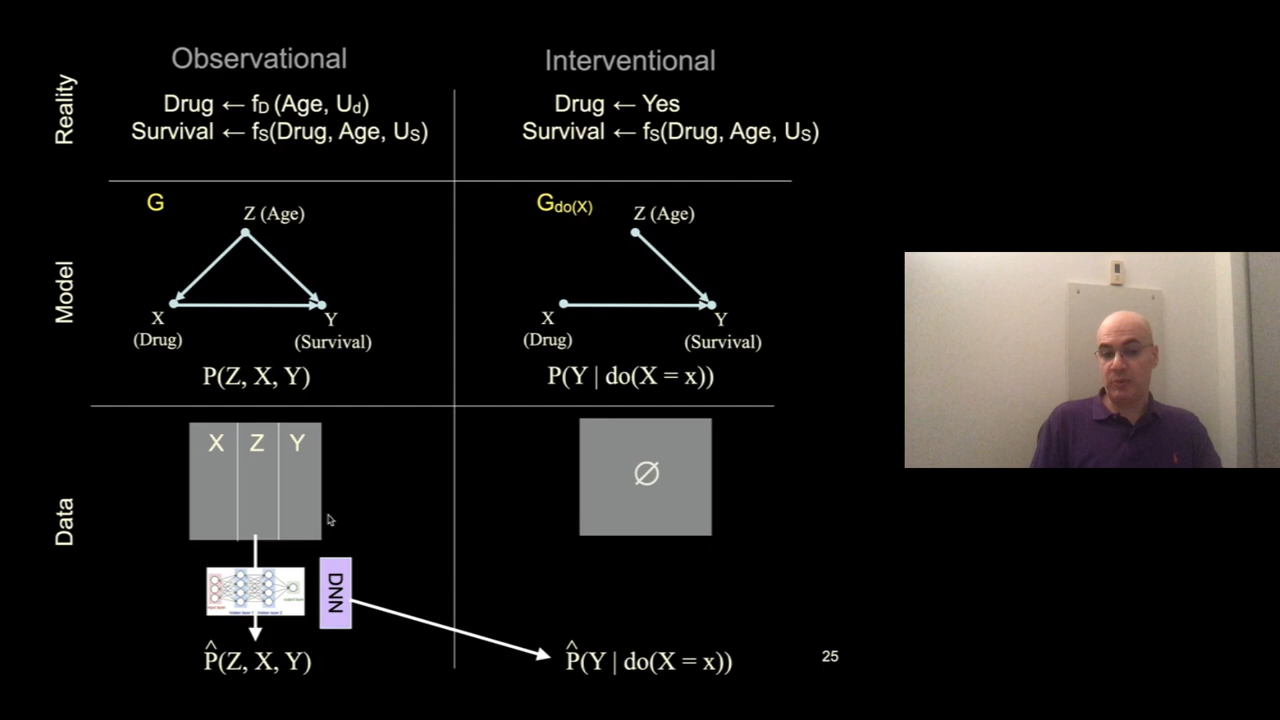 Observational
Interventional
Reality
Drug ← fD (Age, Ud)
Survival ← fS(Drug, Age, US)
Drug ← Yes
Survival ← fS(Drug, Age, US)
Model
G
Z (Age)
X
(Drug)
Y
(Survival)
P(Z, X, Y)
Gdo(X)
Z (Age)
X
(Drug)
Y
(Survival)
P(Y | do(X = x))
Data
X Z Y
∅
DNN
P̂(Z, X, Y)
P̂(Y | do(X = x))
25